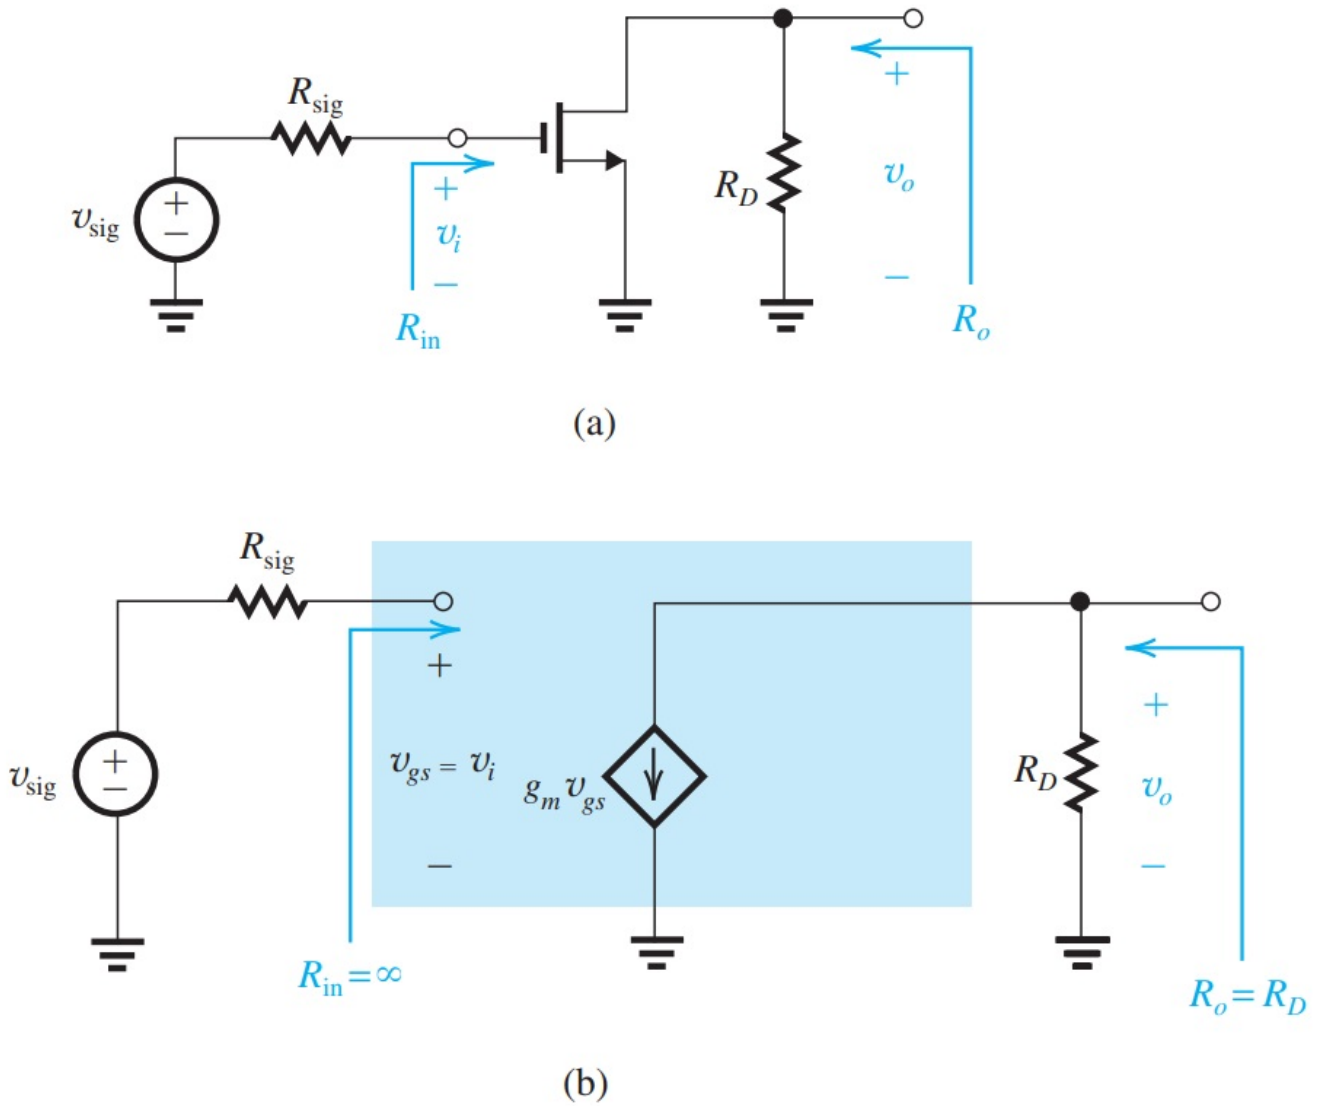 R_sig
v_sig
+
−
+
v_i
−
R_in
R_D
+
v_o
−
R_o
(a)
R_sig
v_sig
+
−
+
v_gs = v_i
−
g_m v_gs
R_D
+
v_o
−
R_in = ∞
R_o = R_D
(b)